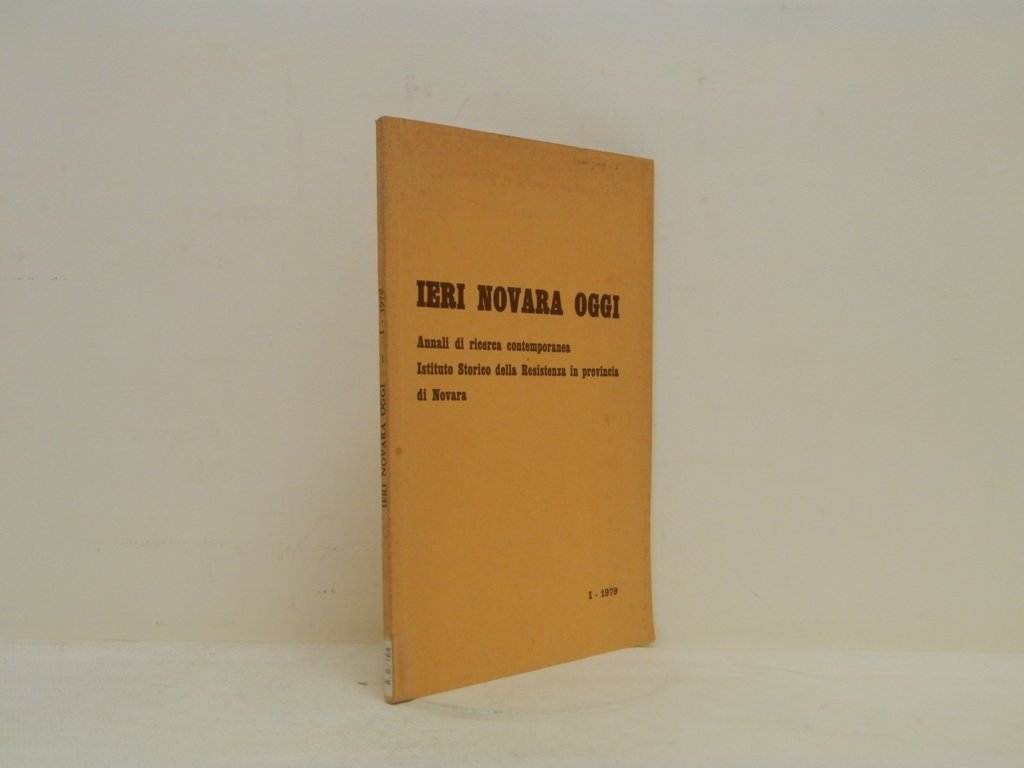 IERI NOVARA OGGI
Annali di ricerca contemporanea
Istituto Storico della Resistenza in provincia
di Novara
I - 1979
IERI NOVARA OGGI - I - 1979
A. B. 164